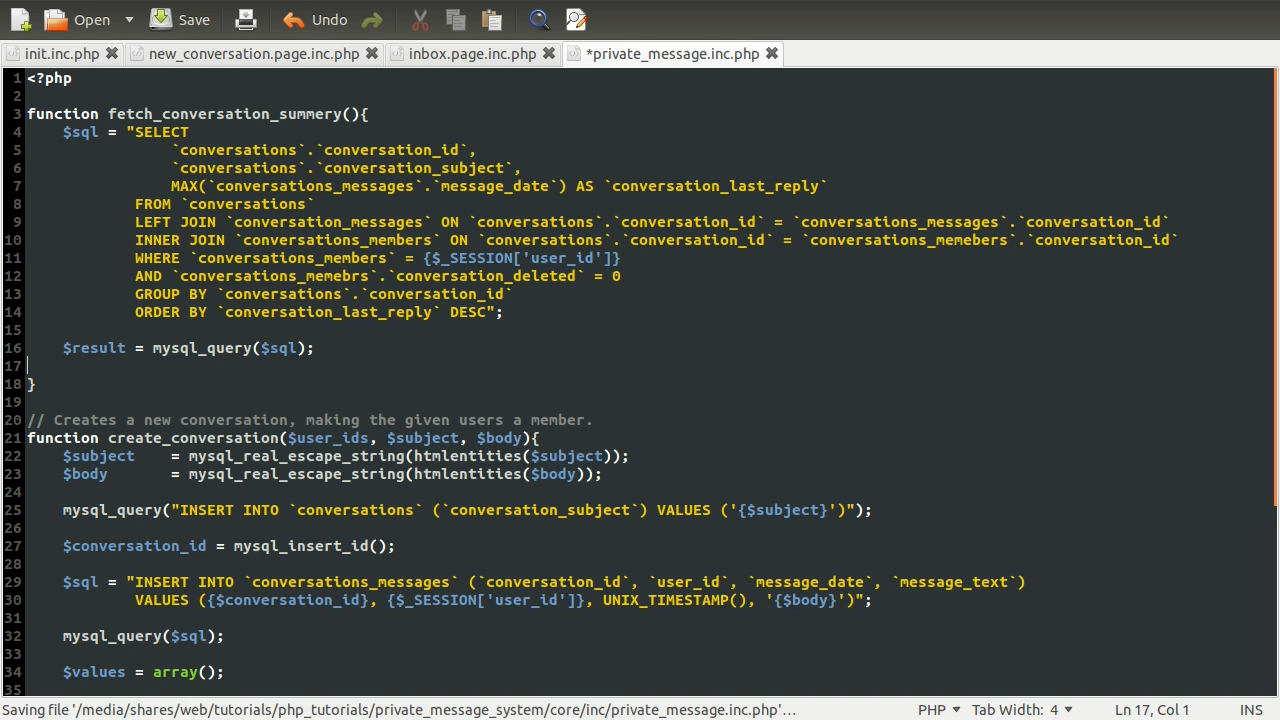 Open Save Undo
init.inc.php new_conversation.page.inc.php inbox.page.inc.php *private_message.inc.php
1 <?php
2
3 function fetch_conversation_summery(){
4 $sql = "SELECT
5 `conversations`.`conversation_id`,
6 `conversations`.`conversation_subject`,
7 MAX(`conversations_messages`.`message_date`) AS `conversation_last_reply`
8 FROM `conversations`
9 LEFT JOIN `conversation_messages` ON `conversations`.`conversation_id` = `conversations_messages`.`conversation_id`
10 INNER JOIN `conversations_members` ON `conversations`.`conversation_id` = `conversations_memebers`.`conversation_id`
11 WHERE `conversations_members` = {$_SESSION['user_id']}
12 AND `conversations_memebrs`.`conversation_deleted` = 0
13 GROUP BY `conversations`.`conversation_id`
14 ORDER BY `conversation_last_reply` DESC";
15
16 $result = mysql_query($sql);
17
18 }
19
20 // Creates a new conversation, making the given users a member.
21 function create_conversation($user_ids, $subject, $body){
22 $subject = mysql_real_escape_string(htmlentities($subject));
23 $body = mysql_real_escape_string(htmlentities($body));
24
25 mysql_query("INSERT INTO `conversations` (`conversation_subject`) VALUES ('{$subject}')");
26
27 $conversation_id = mysql_insert_id();
28
29 $sql = "INSERT INTO `conversations_messages` (`conversation_id`, `user_id`, `message_date`, `message_text`)
30 VALUES ({$conversation_id}, {$_SESSION['user_id']}, UNIX_TIMESTAMP(), '{$body}')";
31
32 mysql_query($sql);
33
34 $values = array();
35
Saving file '/media/shares/web/tutorials/php_tutorials/private_message_system/core/inc/private_message.inc.php'... PHP Tab Width: 4 Ln 17, Col 1 INS